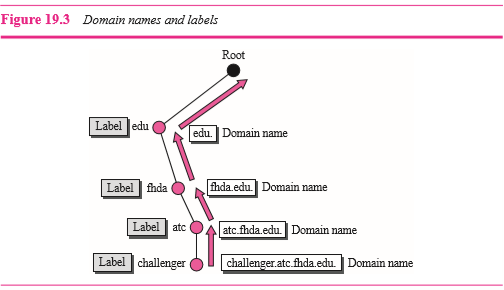 Figure 19.3 Domain names and labels
Root
Label edu edu. Domain name
Label fhda fhda.edu. Domain name
Label atc atc.fhda.edu. Domain name
Label challenger challenger.atc.fhda.edu. Domain name